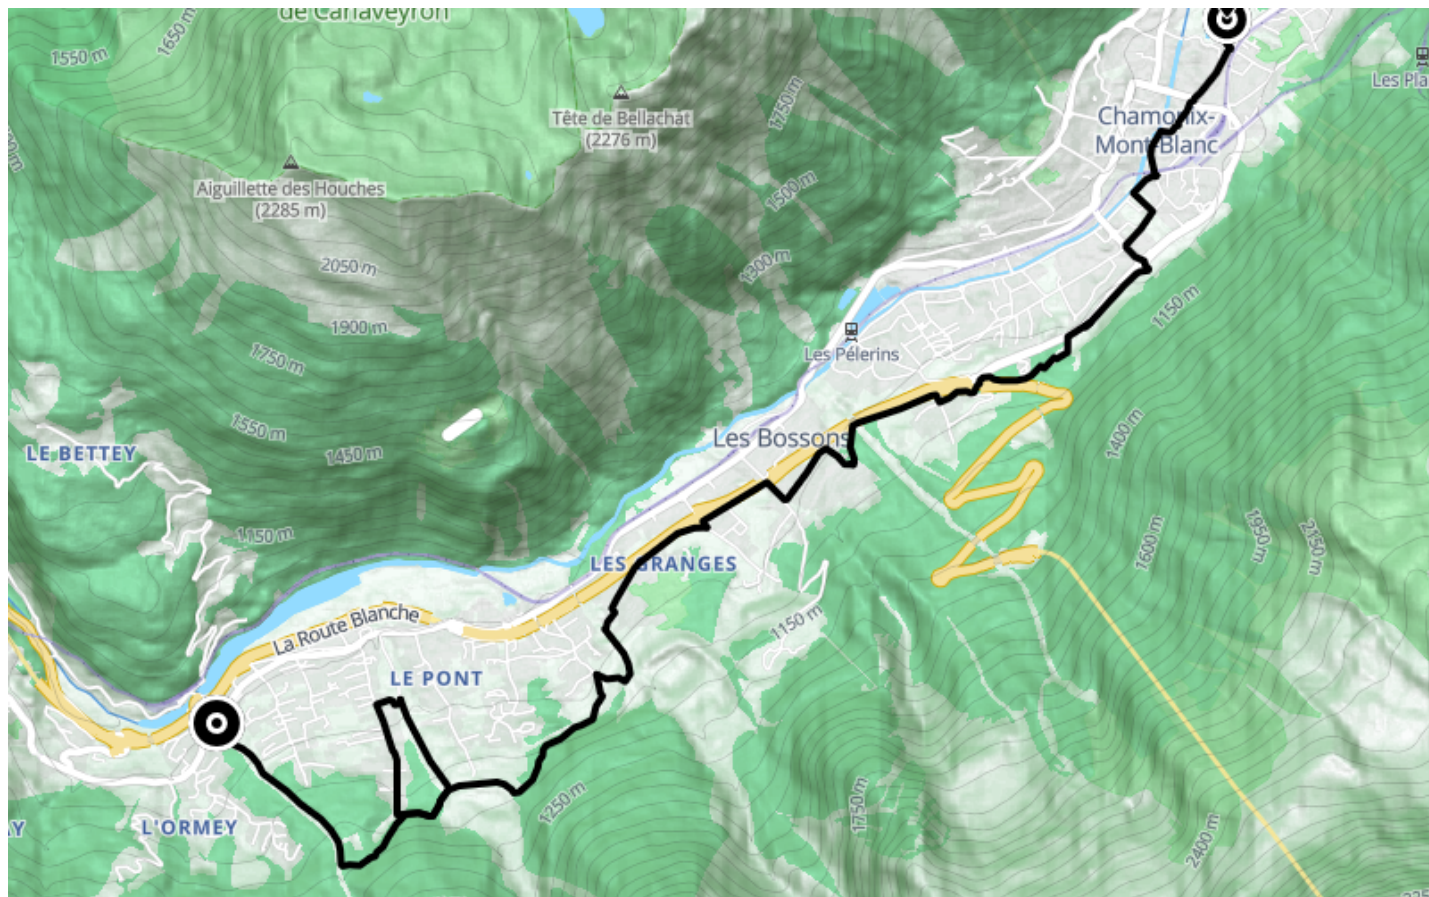 de Carlaveyron
1650 m
1550 m
Les Pla
Tête de Bellachat
(2276 m)
1750 m
Chamonix-
Mont-Blanc
Aiguillette des Houches
(2285 m)
1500 m
2050 m
1300 m
1150 m
1900 m
1750 m
Les Pélerins
1550 m
1450 m
LE BETTEY
Les Bossons
1400 m
1150 m
1600 m
1950 m
2150 m
LES GRANGES
La Route Blanche
1150 m
LE PONT
1250 m
1750 m
L'ORMEY
AY
2400 m